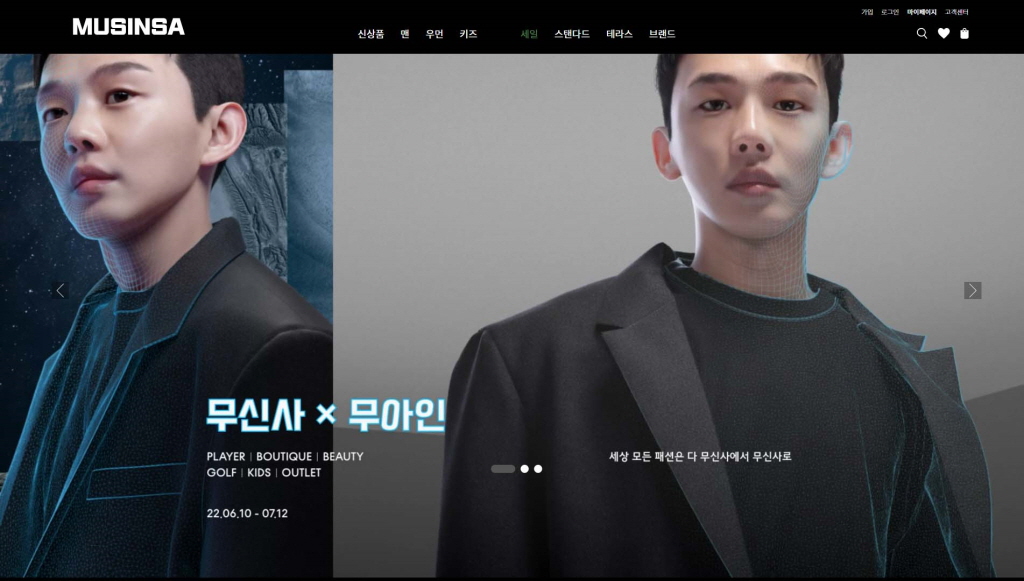 가입 로그인 마이페이지 고객센터
MUSINSA
신상품 맨 우먼 키즈 세일 스탠다드 테라스 브랜드
무신사 × 무아인
PLAYER | BOUTIQUE | BEAUTY
GOLF | KIDS | OUTLET
22.06.10 - 07.12
세상 모든 패션은 다 무신사에서 무신사로